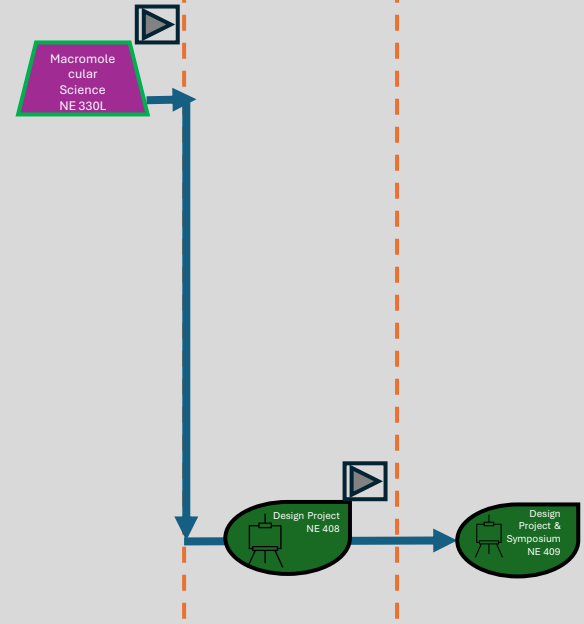 Macromole
cular
Science
NE 330L
Design Project
NE 408
Design
Project &
Symposium
NE 409